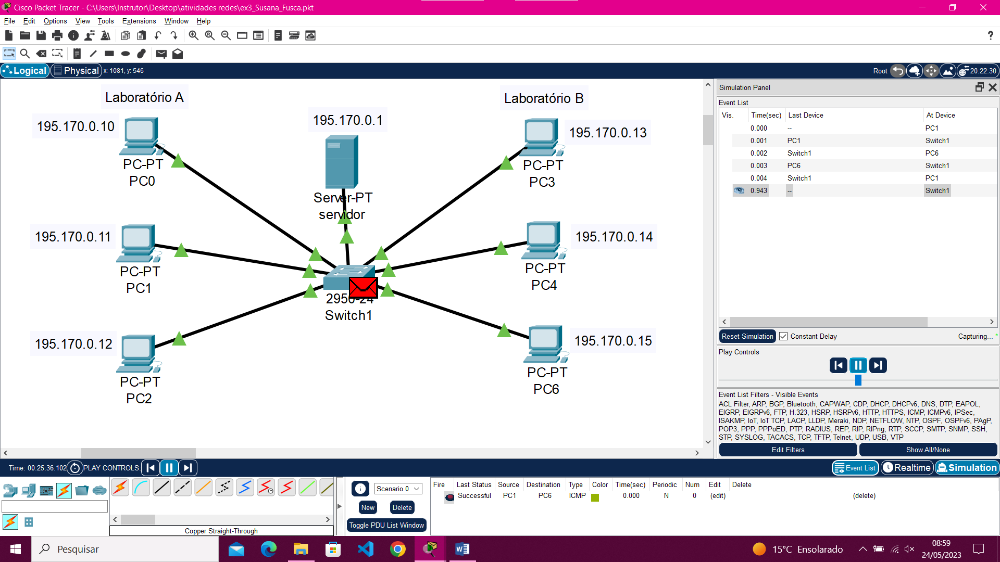 Cisco Packet Tracer - C:\Users\Instrutor\Desktop\atividades redes\ex3_Susana_Fusca.pkt
File Edit Options View Tools Extensions Window Help
Logical Physical x: 1081, y: 546 Root 20:22:30
Laboratório A
Laboratório B
195.170.0.10
PC-PT
PC0
195.170.0.1
Server-PT
servidor
195.170.0.13
PC-PT
PC3
195.170.0.11
PC-PT
PC1
195.170.0.14
PC-PT
PC4
2950-24
Switch1
195.170.0.12
PC-PT
PC2
195.170.0.15
PC-PT
PC6
Simulation Panel
Event List
Vis. Time(sec) Last Device At Device
0.000 -- PC1
0.001 PC1 Switch1
0.002 Switch1 PC6
0.003 PC6 Switch1
0.004 Switch1 PC1
0.943 -- Switch1
Reset Simulation Constant Delay Capturing...
Play Controls
Event List Filters - Visible Events
ACL Filter, ARP, BGP, Bluetooth, CAPWAP, CDP, DHCP, DHCPv6, DNS, DTP, EAPOL,
EIGRP, EIGRPv6, FTP, H.323, HSRP, HSRPv6, HTTP, HTTPS, ICMP, ICMPv6, IPSec,
ISAKMP, IoT, IoT TCP, LACP, LLDP, Meraki, NDP, NETFLOW, NTP, OSPF, OSPFv6, PAgP,
POP3, PPP, PPPoED, PTP, RADIUS, REP, RIP, RIPng, RTP, SCCP, SMTP, SNMP, SSH,
STP, SYSLOG, TACACS, TCP, TFTP, Telnet, UDP, USB, VTP
Edit Filters Show All/None
Time: 00:25:36.102 PLAY CONTROLS: Event List Realtime Simulation
Scenario 0
New Delete
Toggle PDU List Window
Fire Last Status Source Destination Type Color Time(sec) Periodic Num Edit Delete
Successful PC1 PC6 ICMP 0.000 N 0 (edit) (delete)
Copper Straight-Through
Pesquisar
15°C Ensolarado
08:59
24/05/2023